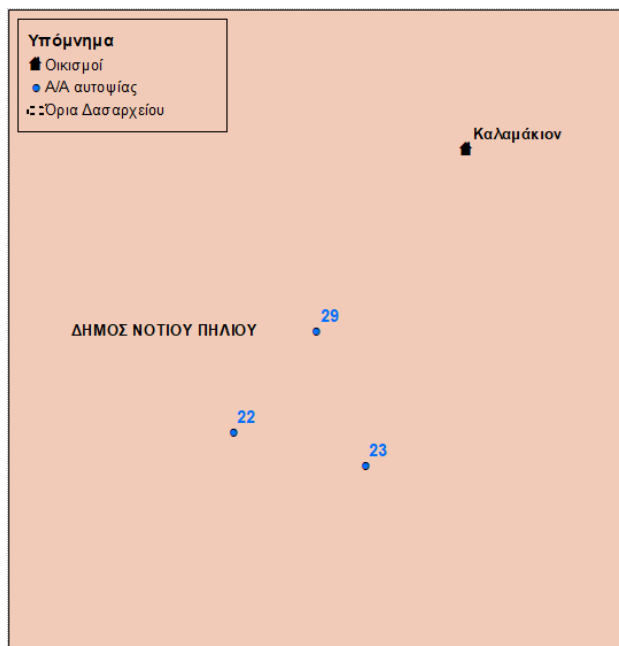 Υπόμνημα
Οικισμοί
Α/Α αυτοψίας
Όρια Δασαρχείου
Καλαμάκιον
29
ΔΗΜΟΣ ΝΟΤΙΟΥ ΠΗΛΙΟΥ
22
23